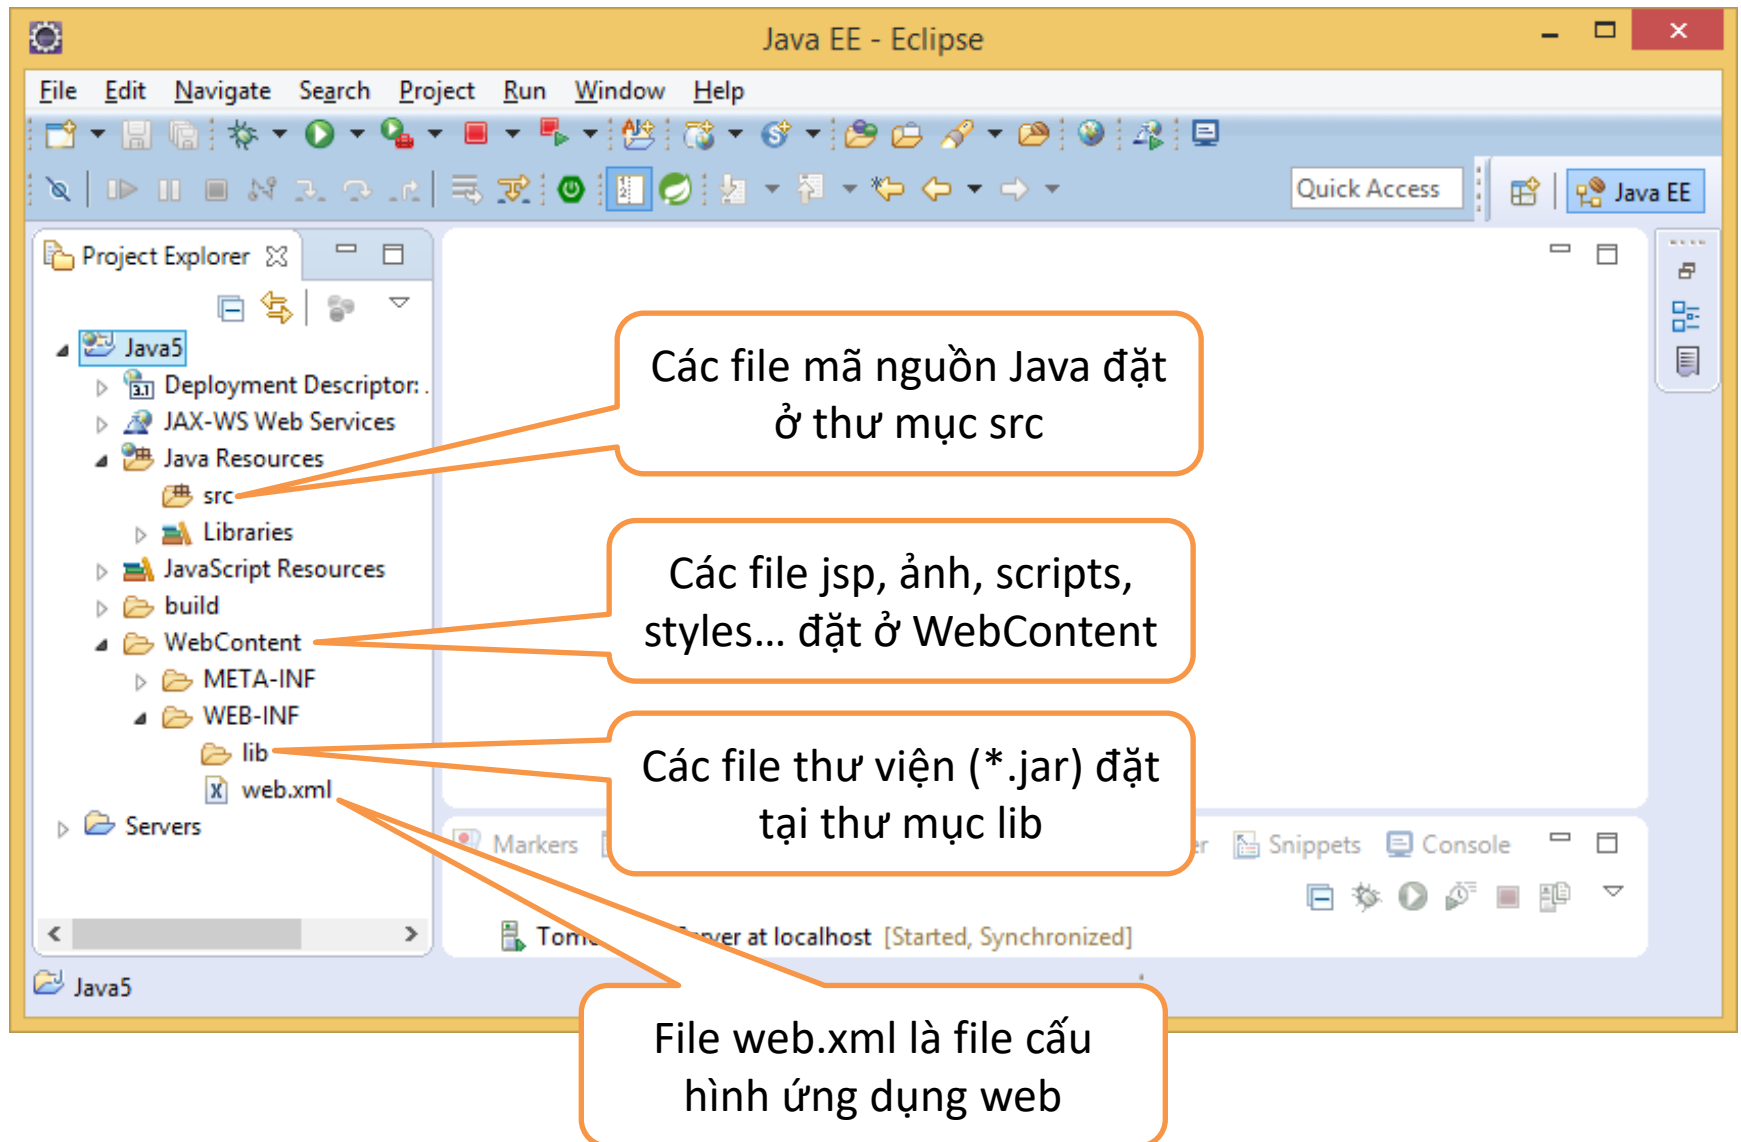 Java EE - Eclipse
File Edit Navigate Search Project Run Window Help
Quick Access
Java EE
Project Explorer
Java5
Deployment Descriptor: .
JAX-WS Web Services
Java Resources
src
Libraries
JavaScript Resources
build
WebContent
META-INF
WEB-INF
lib
web.xml
Servers
Các file mã nguồn Java đặt
ở thư mục src
Các file jsp, ảnh, scripts,
styles... đặt ở WebContent
Các file thư viện (*.jar) đặt
tại thư mục lib
Markers
Snippets Console
at localhost [Started, Synchronized]
Java5
File web.xml là file cấu
hình ứng dụng web